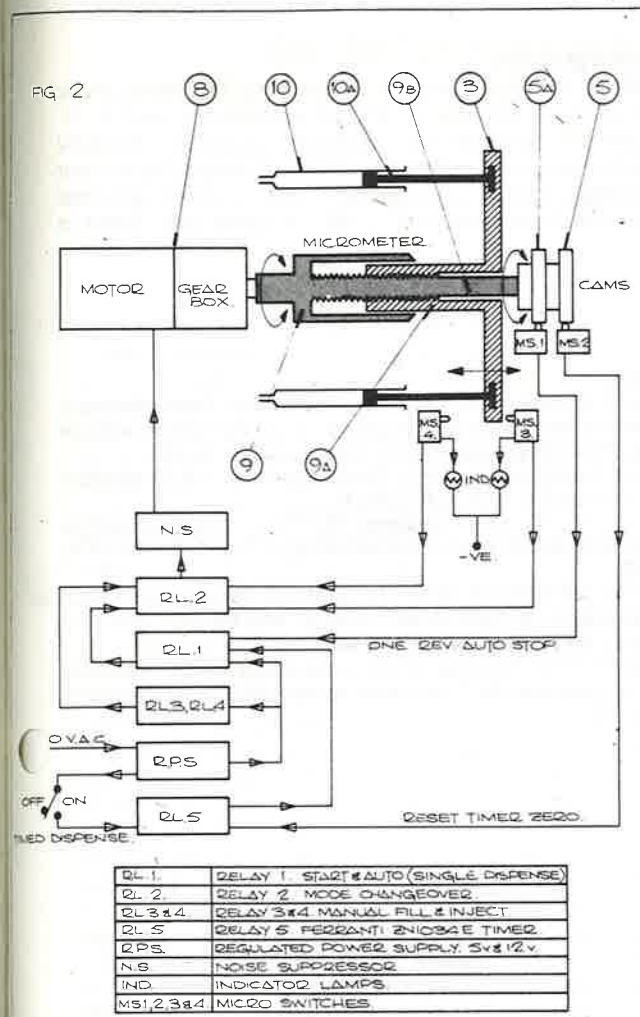 FIG 2.
8
10
10A
9B
3
5A
5
MICROMETER.
MOTOR
GEAR
BOX.
CAMS
MS.1
MS.2
9
9A
MS.
4.
MS.
3
IND
-VE.
N.S
RL.2
RL.1
ONE REV AUTO STOP.
RL3,RL4
0 V.A.C.
R.P.S
OFF
ON
RL.5
RESET TIMER ZERO.
DISPENSE.
RL.1. RELAY 1. START & AUTO (SINGLE DISPENSE)
RL.2. RELAY 2. MODE CHANGEOVER.
RL 3 & 4. RELAY 3 & 4. MANUAL FILL & INJECT
RL.5 RELAY 5. FERRANTI ZN1034E TIMER.
R.P.S. REGULATED POWER SUPPLY. 5v & 12v.
N.S. NOISE SUPPRESSOR
IND. INDICATOR LAMPS.
MS1,2,3&4. MICRO SWITCHES.